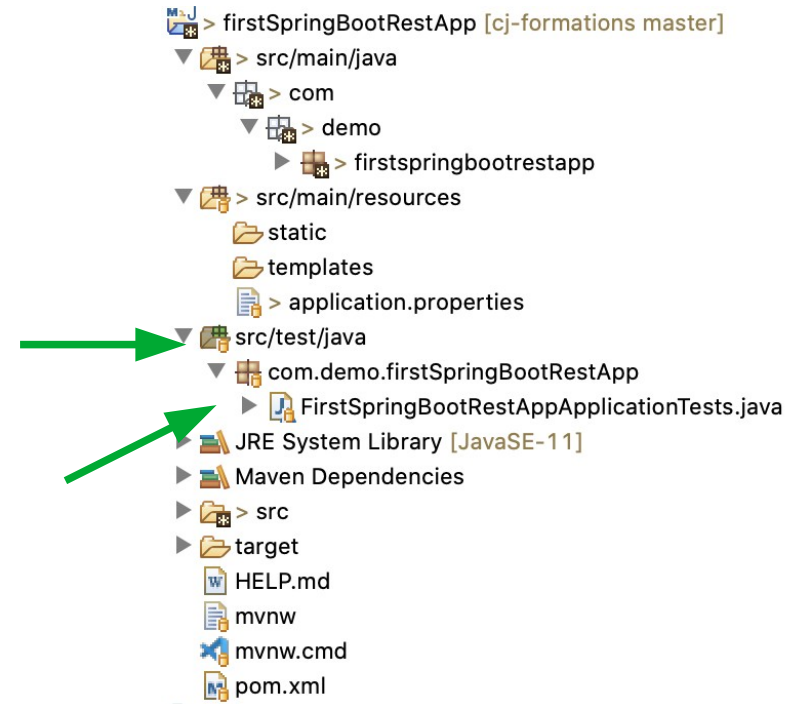 > firstSpringBootRestApp [cj-formations master]
> src/main/java
> com
> demo
> firstspringbootrestapp
> src/main/resources
static
templates
> application.properties
src/test/java
com.demo.firstSpringBootRestApp
FirstSpringBootRestAppApplicationTests.java
JRE System Library [JavaSE-11]
Maven Dependencies
> src
target
HELP.md
mvnw
mvnw.cmd
pom.xml